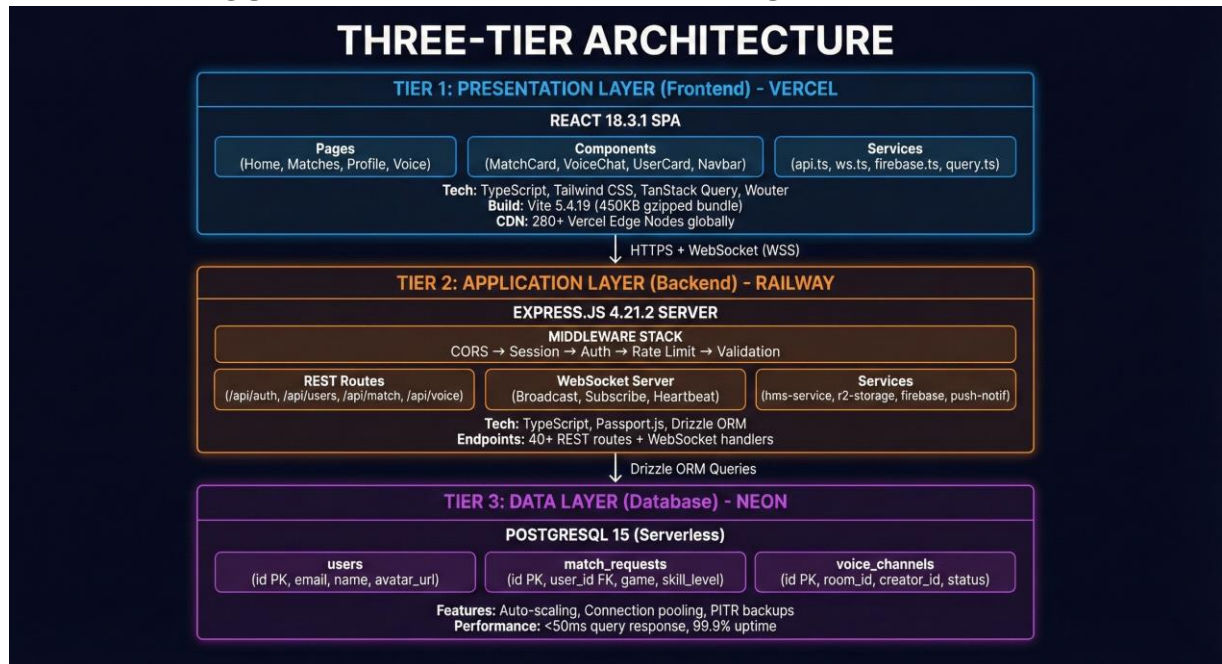 THREE-TIER ARCHITECTURE
TIER 1: PRESENTATION LAYER (Frontend) - VERCEL
REACT 18.3.1 SPA
Pages
(Home, Matches, Profile, Voice)
Components
(MatchCard, VoiceChat, UserCard, Navbar)
Services
(api.ts, ws.ts, firebase.ts, query.ts)
Tech: TypeScript, Tailwind CSS, TanStack Query, Wouter
Build: Vite 5.4.19 (450KB gzipped bundle)
CDN: 280+ Vercel Edge Nodes globally
HTTPS + WebSocket (WSS)
TIER 2: APPLICATION LAYER (Backend) - RAILWAY
EXPRESS.JS 4.21.2 SERVER
MIDDLEWARE STACK
CORS → Session → Auth → Rate Limit → Validation
REST Routes
(/api/auth, /api/users, /api/match, /api/voice)
WebSocket Server
(Broadcast, Subscribe, Heartbeat)
Services
(hms-service, r2-storage, firebase, push-notif)
Tech: TypeScript, Passport.js, Drizzle ORM
Endpoints: 40+ REST routes + WebSocket handlers
Drizzle ORM Queries
TIER 3: DATA LAYER (Database) - NEON
POSTGRESQL 15 (Serverless)
users
(id PK, email, name, avatar_url)
match_requests
(id PK, user_id FK, game, skill_level)
voice_channels
(id PK, room_id, creator_id, status)
Features: Auto-scaling, Connection pooling, PITR backups
Performance: <50ms query response, 99.9% uptime